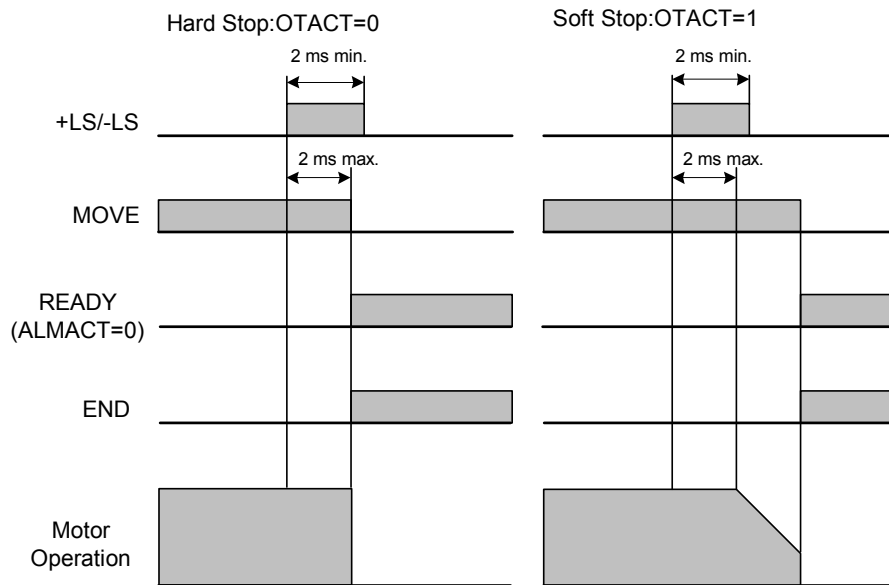 Hard Stop:OTACT=0
Soft Stop:OTACT=1
2 ms min.
2 ms min.
+LS/-LS
2 ms max.
2 ms max.
MOVE
READY
(ALMACT=0)
END
Motor
Operation